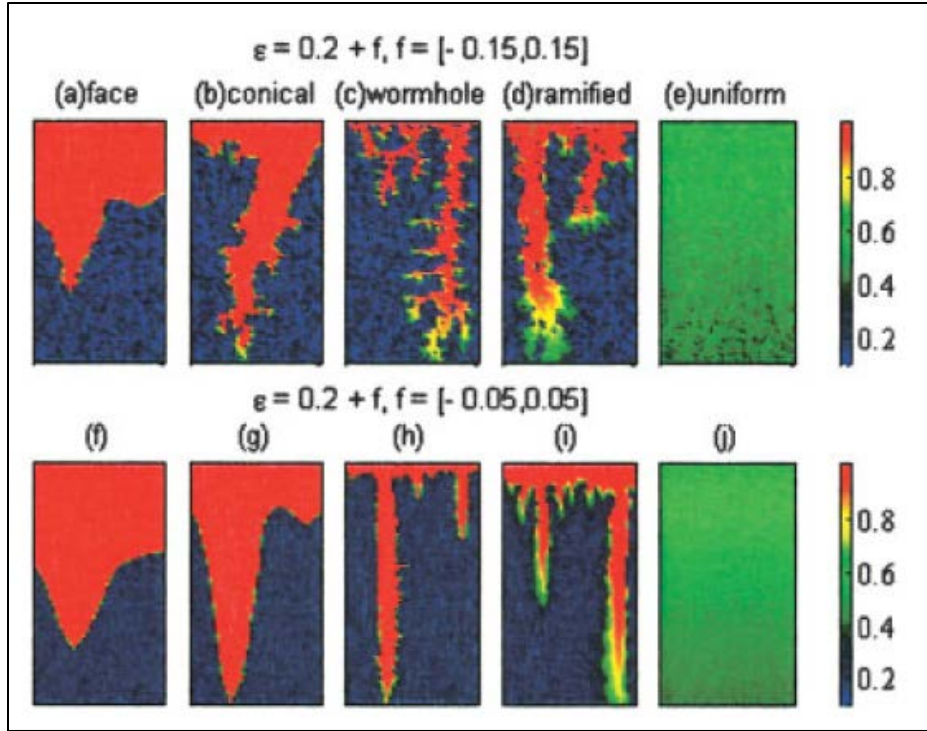 ε = 0.2 + f, f = [- 0.15,0.15]
(a)face (b)conical (c)wormhole (d)ramified (e)uniform
0.8
0.6
0.4
0.2
ε = 0.2 + f, f = [- 0.05,0.05]
(f) (g) (h) (i) (j)
0.8
0.6
0.4
0.2